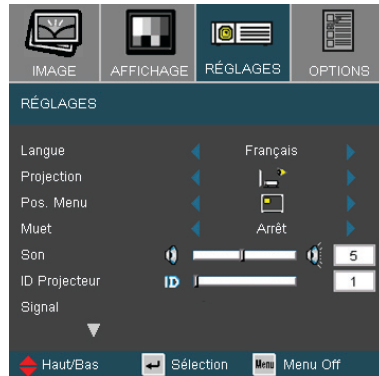 IMAGE AFFICHAGE RÉGLAGES OPTIONS
RÉGLAGES
Langue Français
Projection
Pos. Menu
Muet Arrêt
Son 5
ID Projecteur ID 1
Signal
Haut/Bas Sélection Menu Menu Off